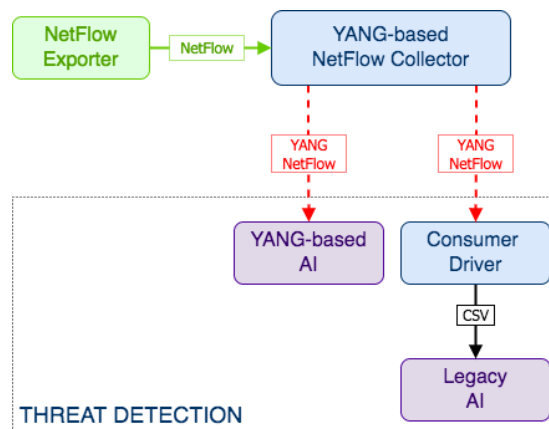 NetFlow
Exporter
NetFlow
YANG-based
NetFlow Collector
YANG
NetFlow
YANG
NetFlow
YANG-based
AI
Consumer
Driver
CSV
Legacy
AI
THREAT DETECTION